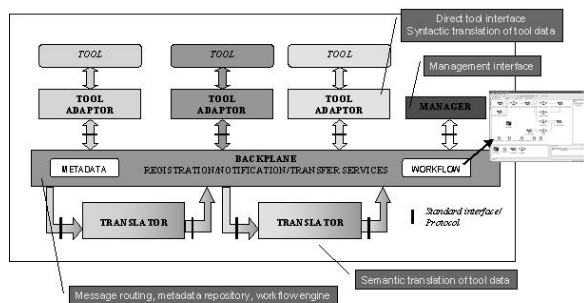 Direct tool interface
Syntactic translation of tool data
TOOL TOOL TOOL
Management interface
TOOL
ADAPTOR
TOOL
ADAPTOR
TOOL
ADAPTOR
MANAGER
BACKPLANE
METADATA
REGISTRATION/NOTIFICATION/TRANSFER SERVICES
WORKFLOW
TRANSLATOR
TRANSLATOR
Standard interface/
Protocol
Semantic translation of tool data
Message routing, metadata repository, workflow engine